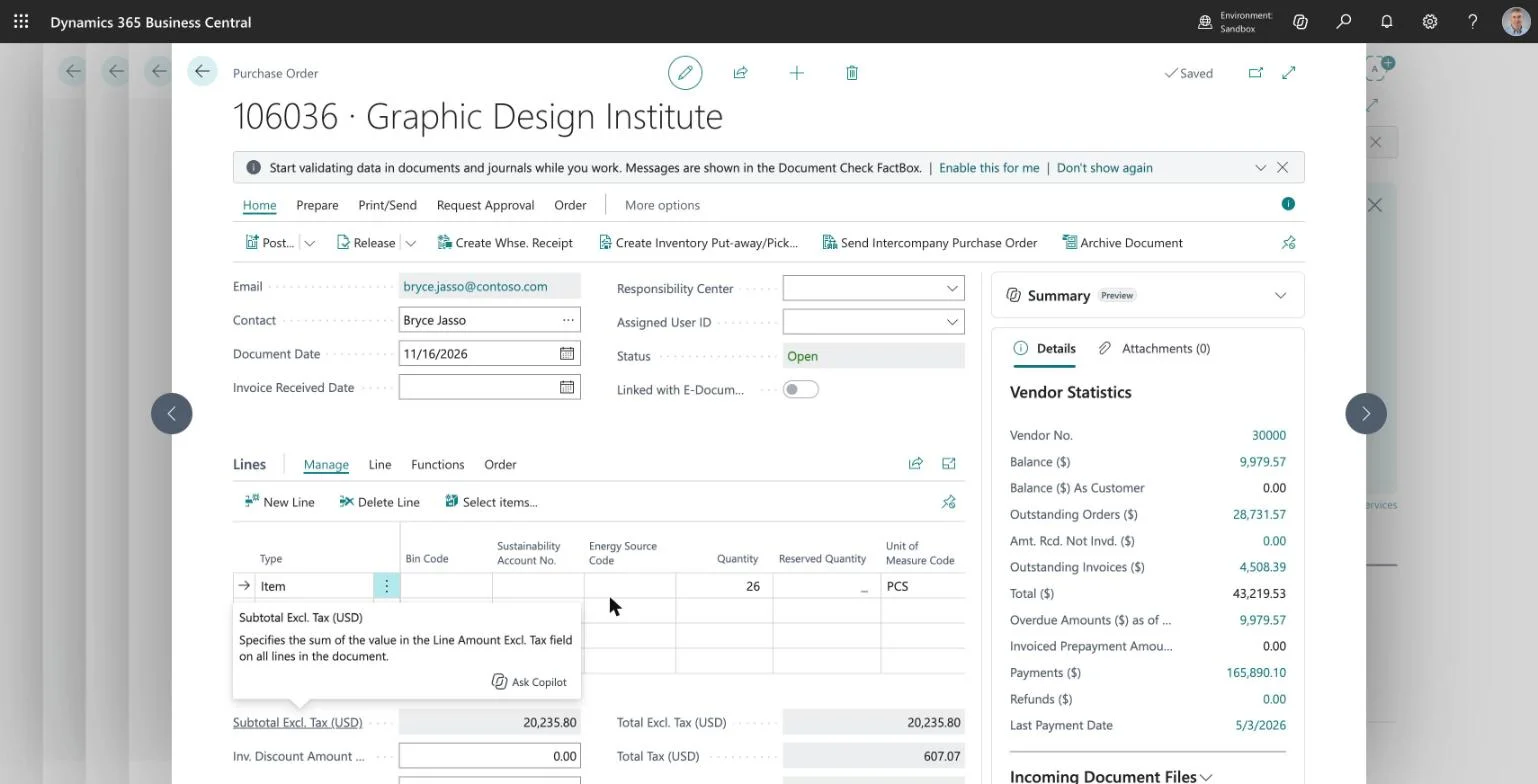 Dynamics 365 Business Central
Environment:
Sandbox
Purchase Order
Saved
106036 · Graphic Design Institute
Start validating data in documents and journals while you work. Messages are shown in the Document Check FactBox. | Enable this for me | Don't show again
Home Prepare Print/Send Request Approval Order More options
Post... Release Create Whse. Receipt Create Inventory Put-away/Pick... Send Intercompany Purchase Order Archive Document
Email bryce.jasso@contoso.com
Contact Bryce Jasso
Document Date 11/16/2026
Invoice Received Date
Responsibility Center
Assigned User ID
Status Open
Linked with E-Docum...
Lines Manage Line Functions Order
New Line Delete Line Select items...
Type Bin Code Sustainability Account No. Energy Source Code Quantity Reserved Quantity Unit of Measure Code
Item 26 _ PCS
Subtotal Excl. Tax (USD)
Specifies the sum of the value in the Line Amount Excl. Tax field
on all lines in the document.
Ask Copilot
Subtotal Excl. Tax (USD) 20,235.80
Inv. Discount Amount ... 0.00
Total Excl. Tax (USD) 20,235.80
Total Tax (USD) 607.07
Summary Preview
Details Attachments (0)
Vendor Statistics
Vendor No. 30000
Balance ($) 9,979.57
Balance ($) As Customer 0.00
Outstanding Orders ($) 28,731.57
Amt. Rcd. Not Invd. ($) 0.00
Outstanding Invoices ($) 4,508.39
Total ($) 43,219.53
Overdue Amounts ($) as of ... 9,979.57
Invoiced Prepayment Amou... 0.00
Payments ($) 165,890.10
Refunds ($) 0.00
Last Payment Date 5/3/2026
Incoming Document Files
A
ervices